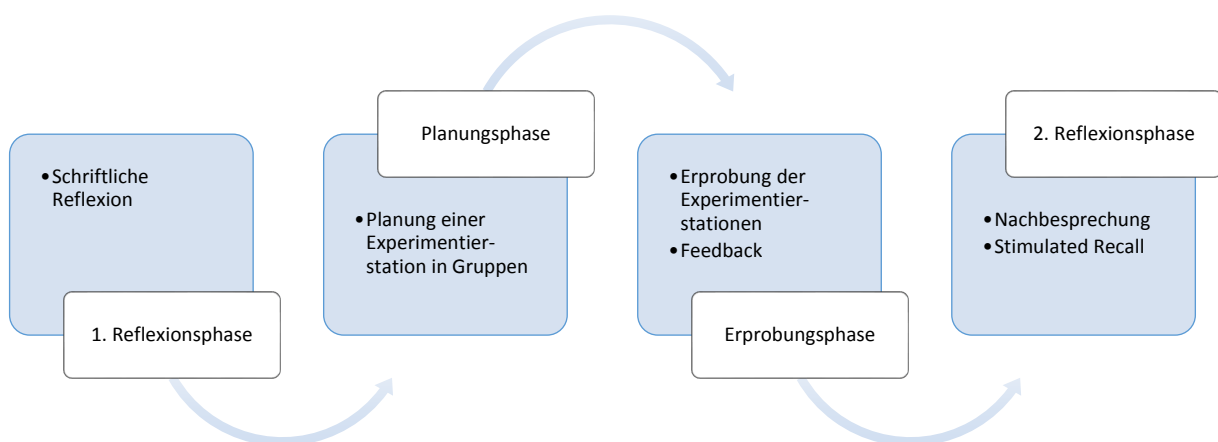 •Schriftliche
Reflexion
1. Reflexionsphase
Planungsphase
•Planung einer
Experimentier-
station in Gruppen
•Erprobung der
Experimentier-
stationen
•Feedback
Erprobungsphase
2. Reflexionsphase
•Nachbesprechung
•Stimulated Recall